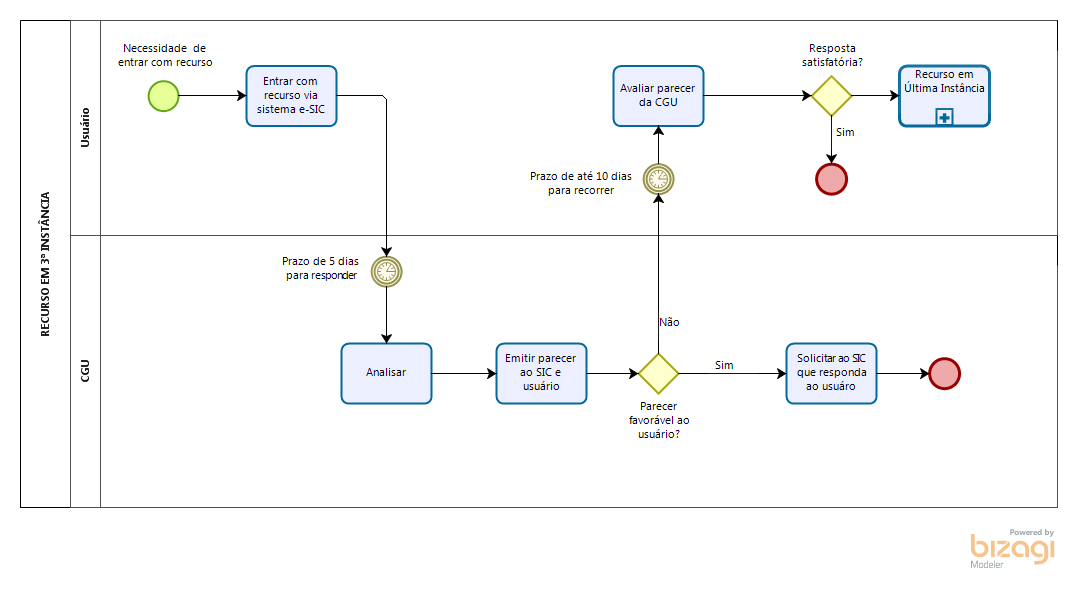 RECURSO EM 3ª INSTÂNCIA
Usuário
Necessidade de
entrar com recurso
Entrar com
recurso via
sistema e-SIC
Avaliar parecer
da CGU
Resposta
satisfatória?
Recurso em
Última Instância
Sim
Prazo de até 10 dias
para recorrer
CGU
Prazo de 5 dias
para responder
Não
Analisar
Emitir parecer
ao SIC e
usuário
Parecer
favorável ao
usuário?
Sim
Solicitar ao SIC
que responda
ao usuáro
Powered by
bizagi
Modeler